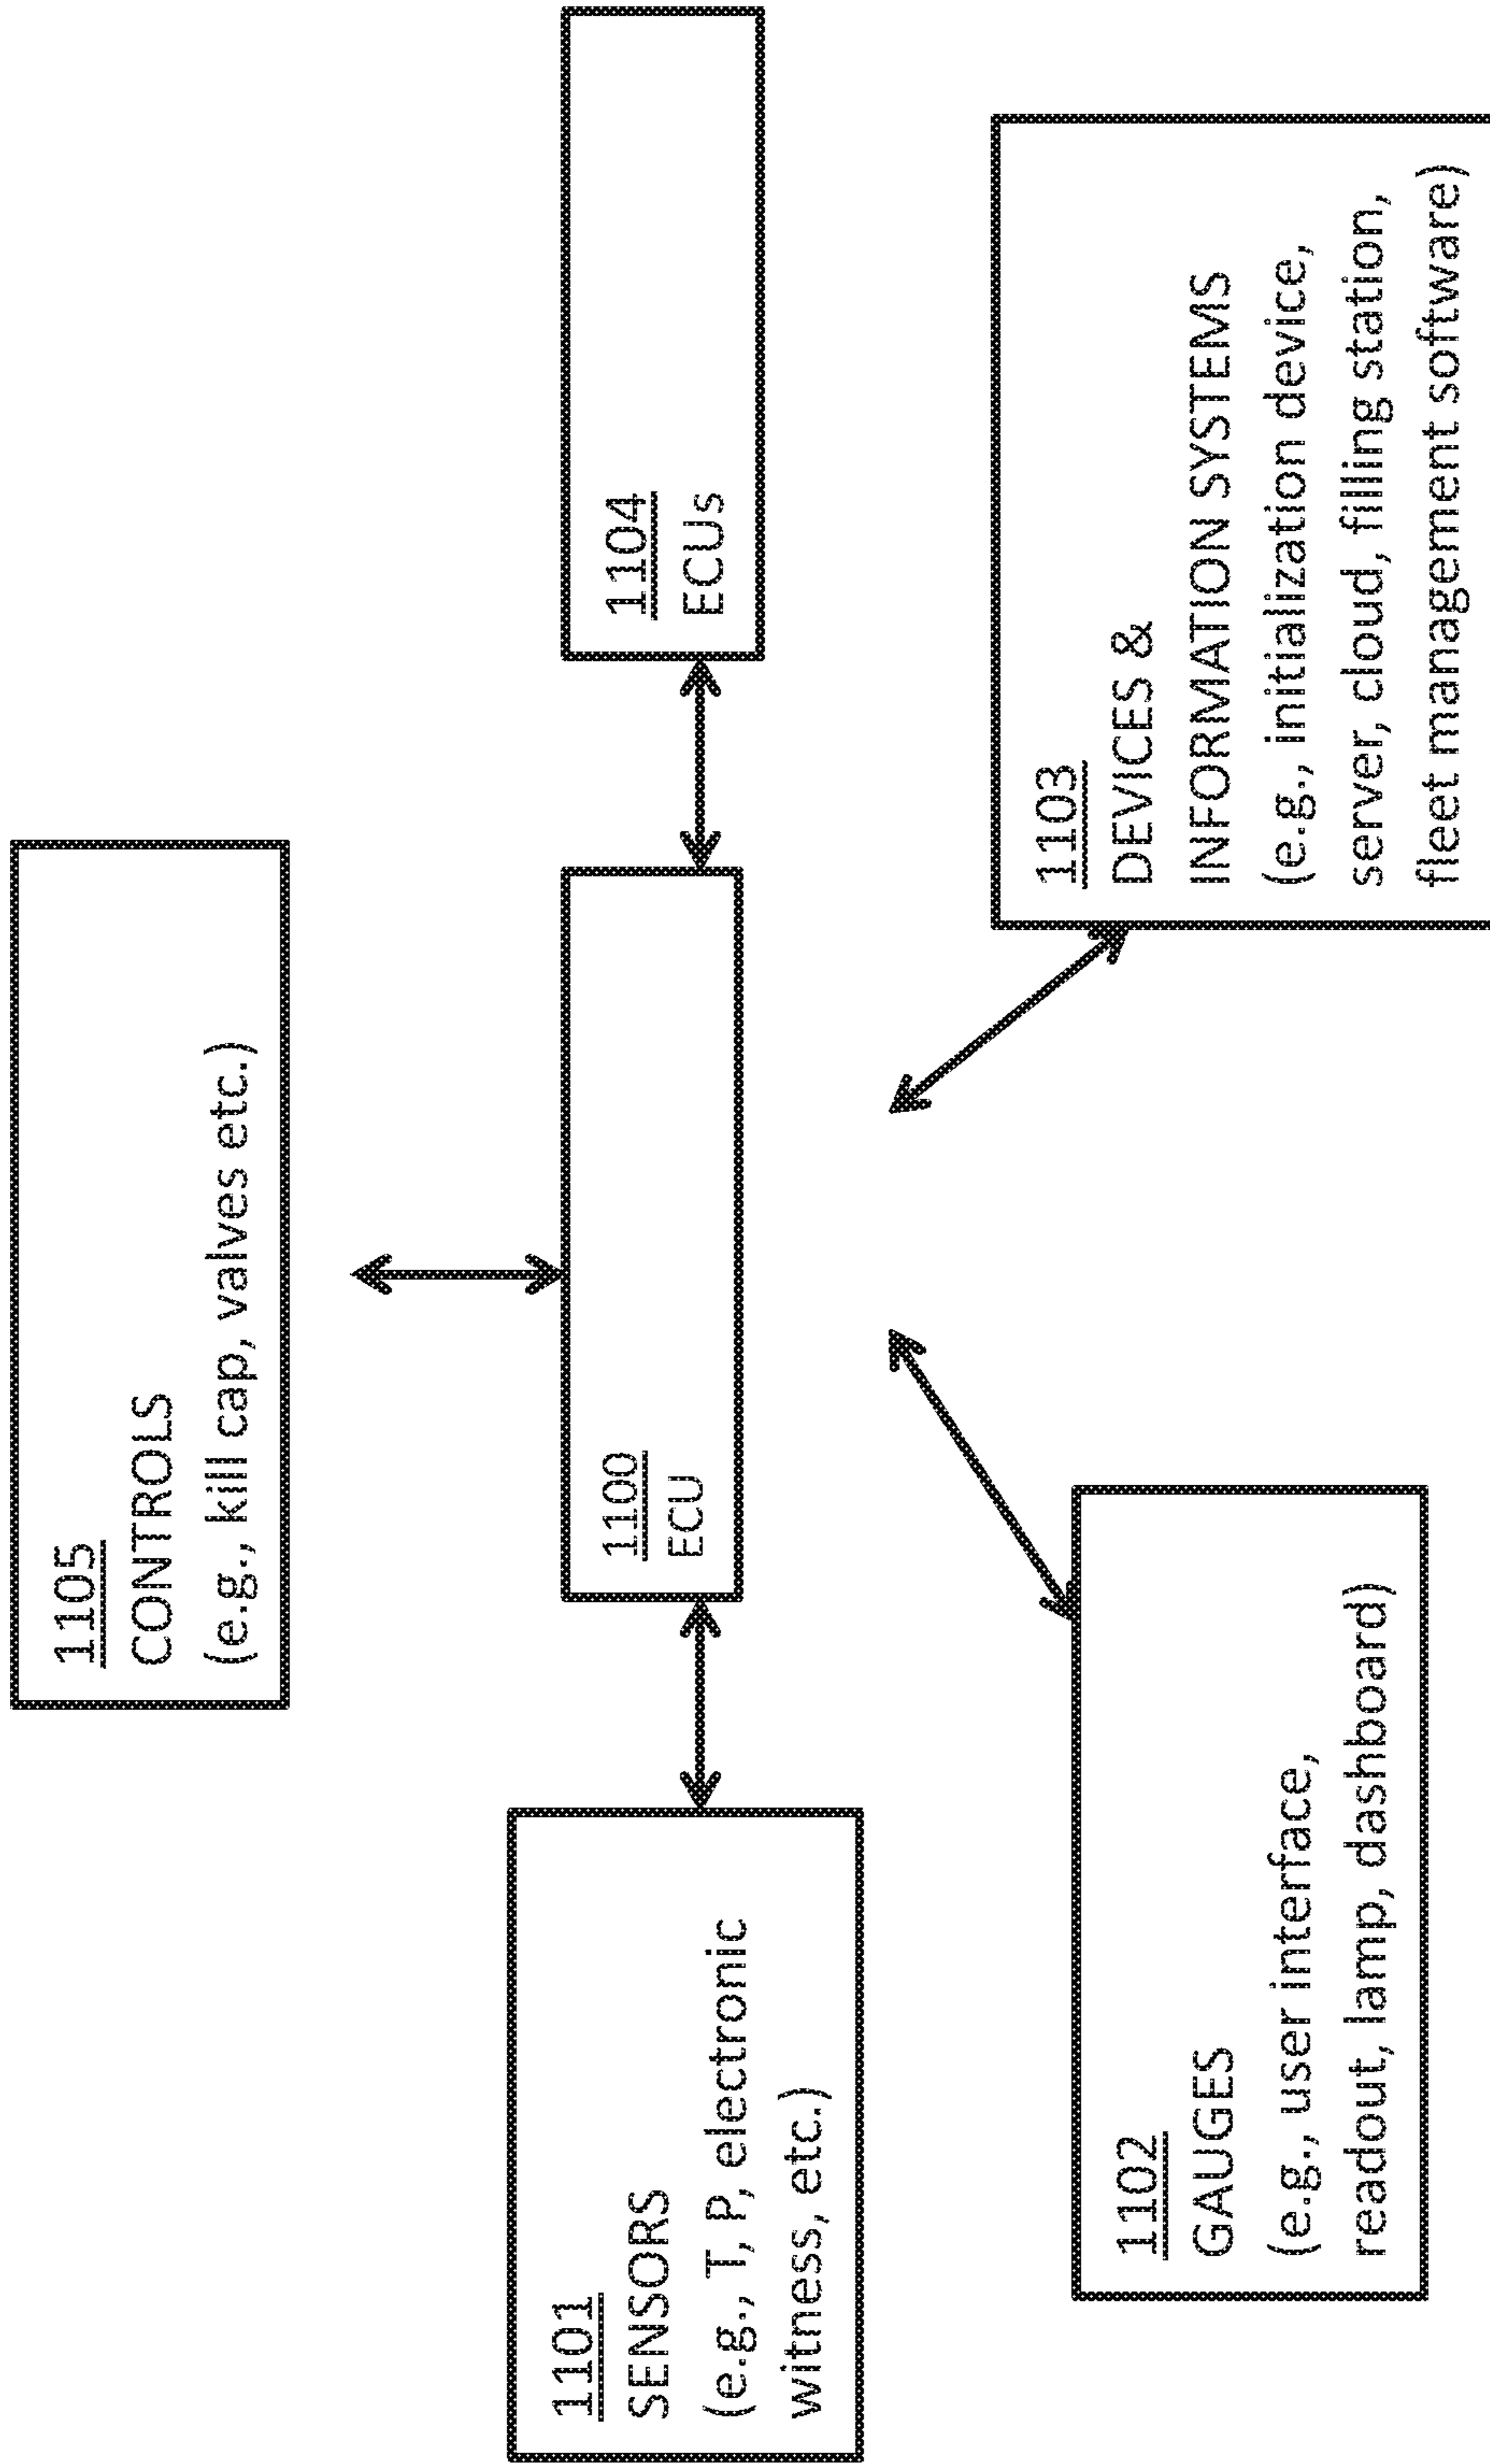 1105
CONTROLS
(e.g., kill cap, valves etc.)
1101
SENSORS
(e.g., T, P, electronic
witness, etc.)
1100
ECU
1104
ECUs
1102
GAUGES
(e.g., user interface,
readout, lamp, dashboard)
1103
DEVICES &
INFORMATION SYSTEMS
(e.g., initialization device,
server, cloud, filling station,
fleet management software)